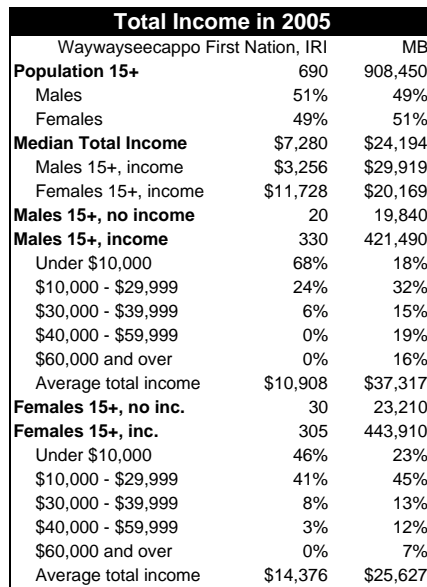 Total Income in 2005
Waywayseecappo First Nation, IRI MB
Population 15+ 690 908,450
Males 51% 49%
Females 49% 51%
Median Total Income $7,280 $24,194
Males 15+, income $3,256 $29,919
Females 15+, income $11,728 $20,169
Males 15+, no income 20 19,840
Males 15+, income 330 421,490
Under $10,000 68% 18%
$10,000 - $29,999 24% 32%
$30,000 - $39,999 6% 15%
$40,000 - $59,999 0% 19%
$60,000 and over 0% 16%
Average total income $10,908 $37,317
Females 15+, no inc. 30 23,210
Females 15+, inc. 305 443,910
Under $10,000 46% 23%
$10,000 - $29,999 41% 45%
$30,000 - $39,999 8% 13%
$40,000 - $59,999 3% 12%
$60,000 and over 0% 7%
Average total income $14,376 $25,627